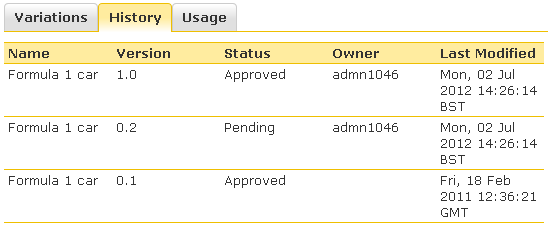 Variations History Usage
Name Version Status Owner Last Modified
Formula 1 car 1.0 Approved admn1046 Mon, 02 Jul
2012 14:26:14
BST
Formula 1 car 0.2 Pending admn1046 Mon, 02 Jul
2012 14:26:14
BST
Formula 1 car 0.1 Approved Fri, 18 Feb
2011 12:36:21
GMT